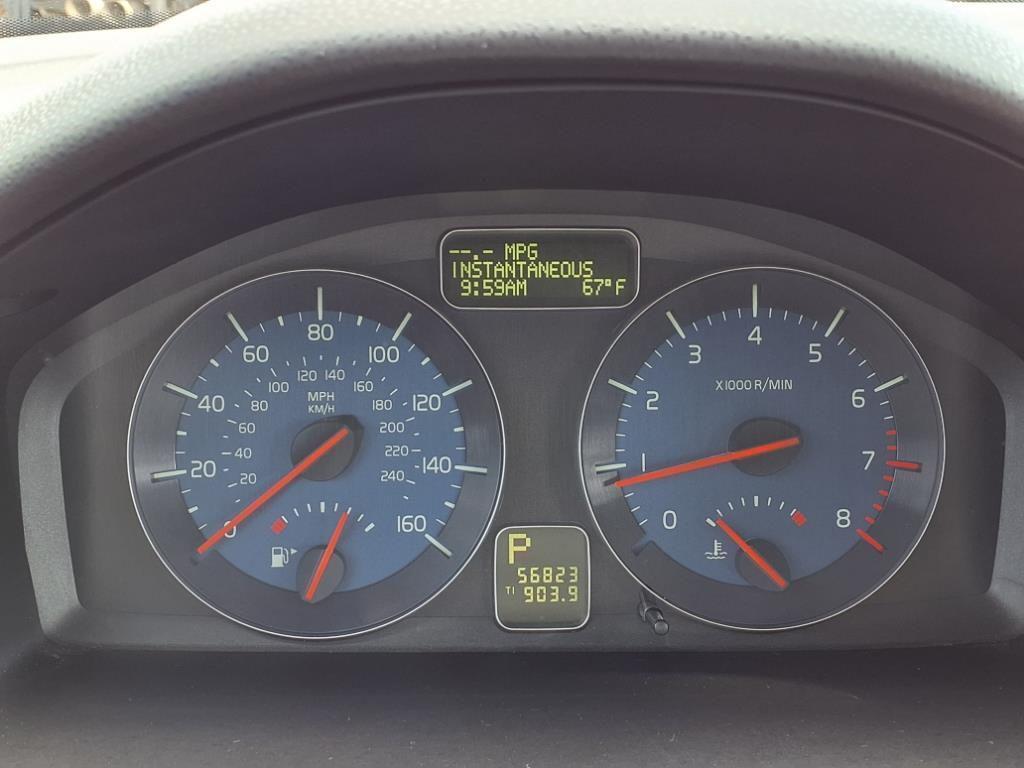 --.- MPG
INSTANTANEOUS
9:59AM 67°F
0 20 40 60 80 100 120 140 160
20 40 60 80 100 120 140 160 180 200 220 240
MPH
KM/H
0 1 2 3 4 5 6 7 8
X1000 R/MIN
P
56823
T1 903.9